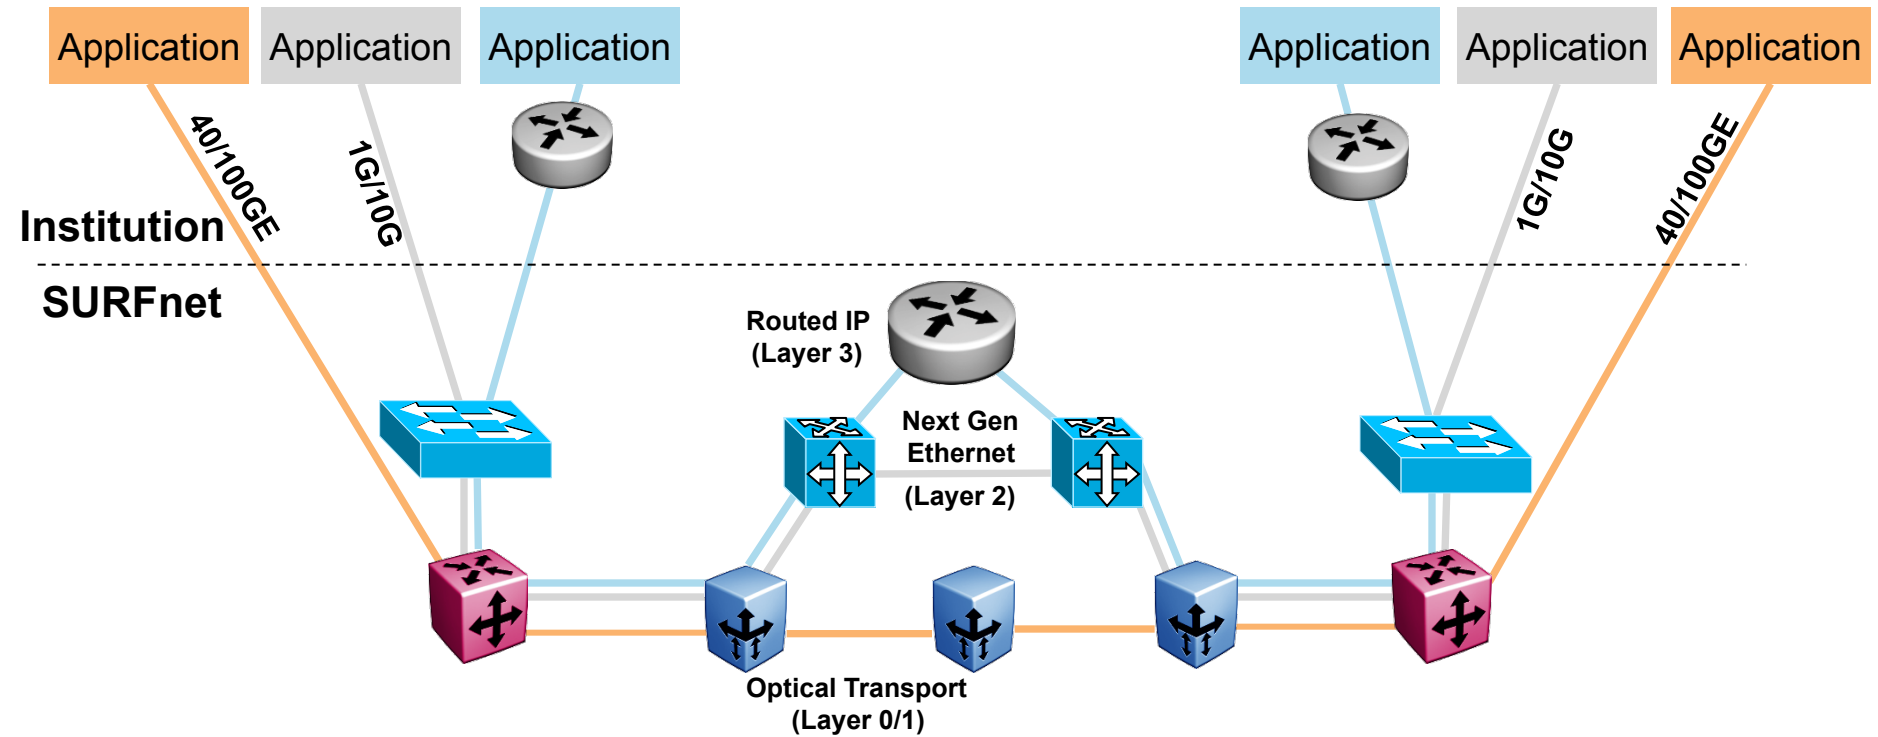 Application
Application
Application
Application
Application
Application
40/100GE
1G/10G
1G/10G
40/100GE
Institution
SURFnet
Routed IP
(Layer 3)
Next Gen
Ethernet
(Layer 2)
Optical Transport
(Layer 0/1)